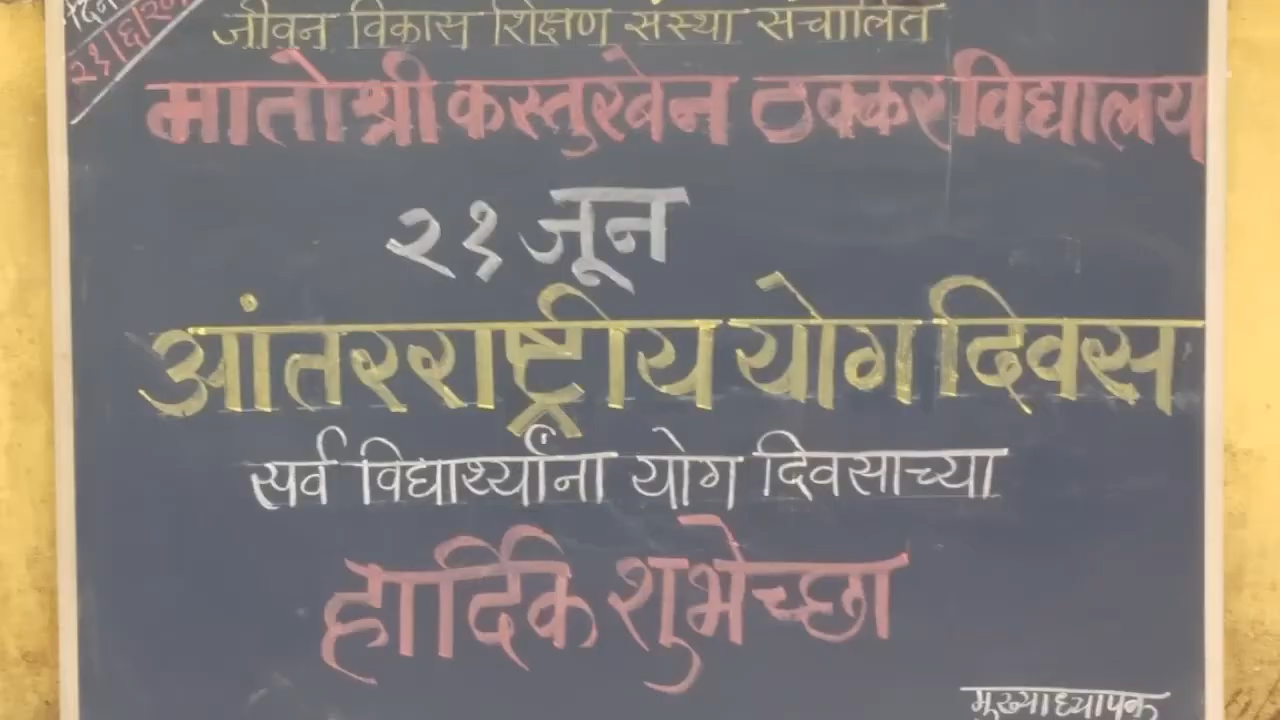 जीवन विकास शिक्षण संस्था संचालित
मातोश्री कस्तुरबेन ठक्कर विद्यालय
२१ जून
आंतरराष्ट्रीय योग दिवस
सर्व विद्यार्थ्यांना योग दिवसाच्या
हार्दिक शुभेच्छा
मुख्याध्यापक